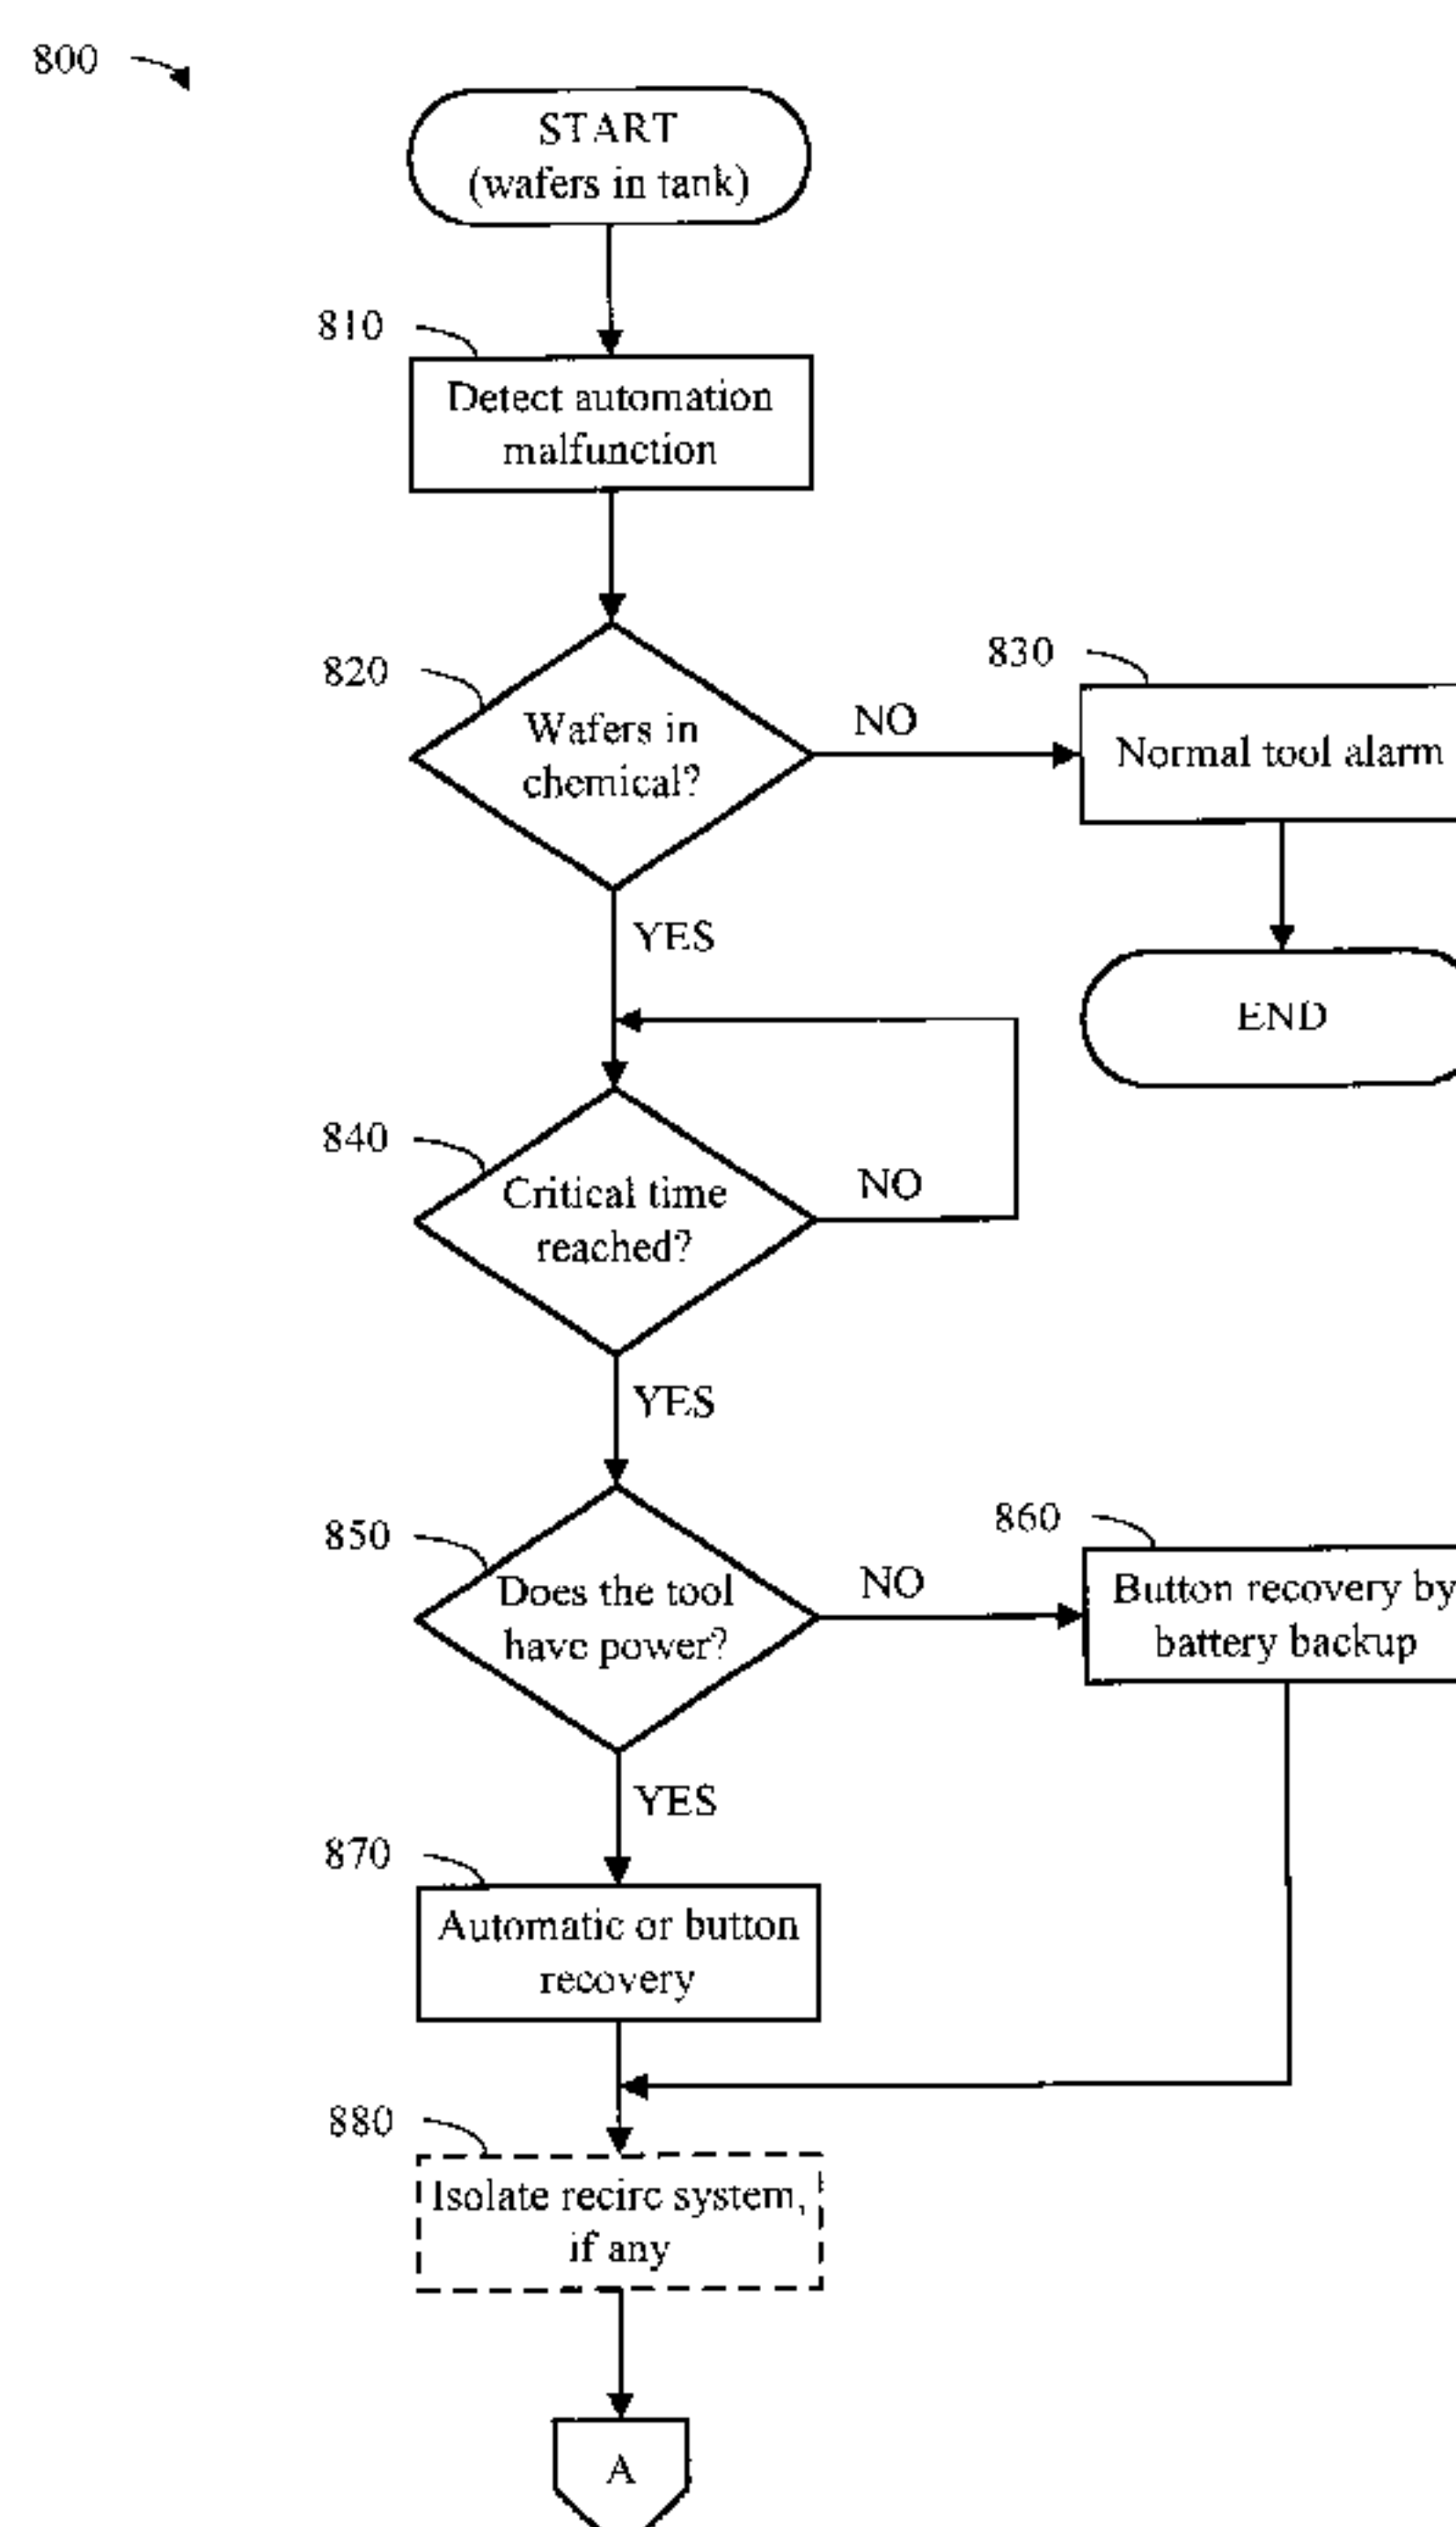 800
START
(wafers in tank)
810
Detect automation
malfunction
820
Wafers in
chemical?
NO
830
Normal tool alarm
YES
END
840
Critical time
reached?
NO
YES
850
Does the tool
have power?
NO
860
Button recovery by
battery backup
YES
870
Automatic or button
recovery
880
Isolate recirc system,
if any
A